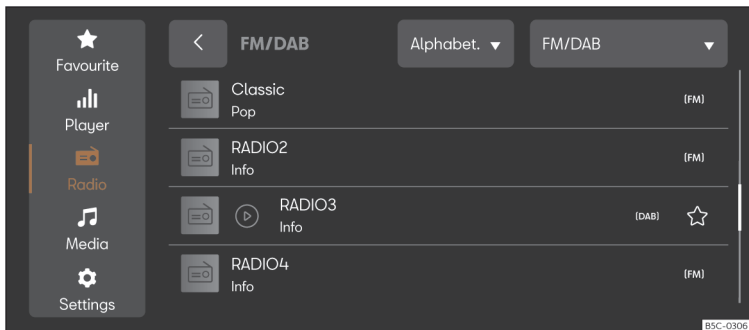 Favourite
Player
Radio
Media
Settings
FM/DAB
Alphabet.
FM/DAB
Classic
Pop
(FM)
RADIO2
Info
(FM)
RADIO3
Info
(DAB)
RADIO4
Info
(FM)
B5C-0306